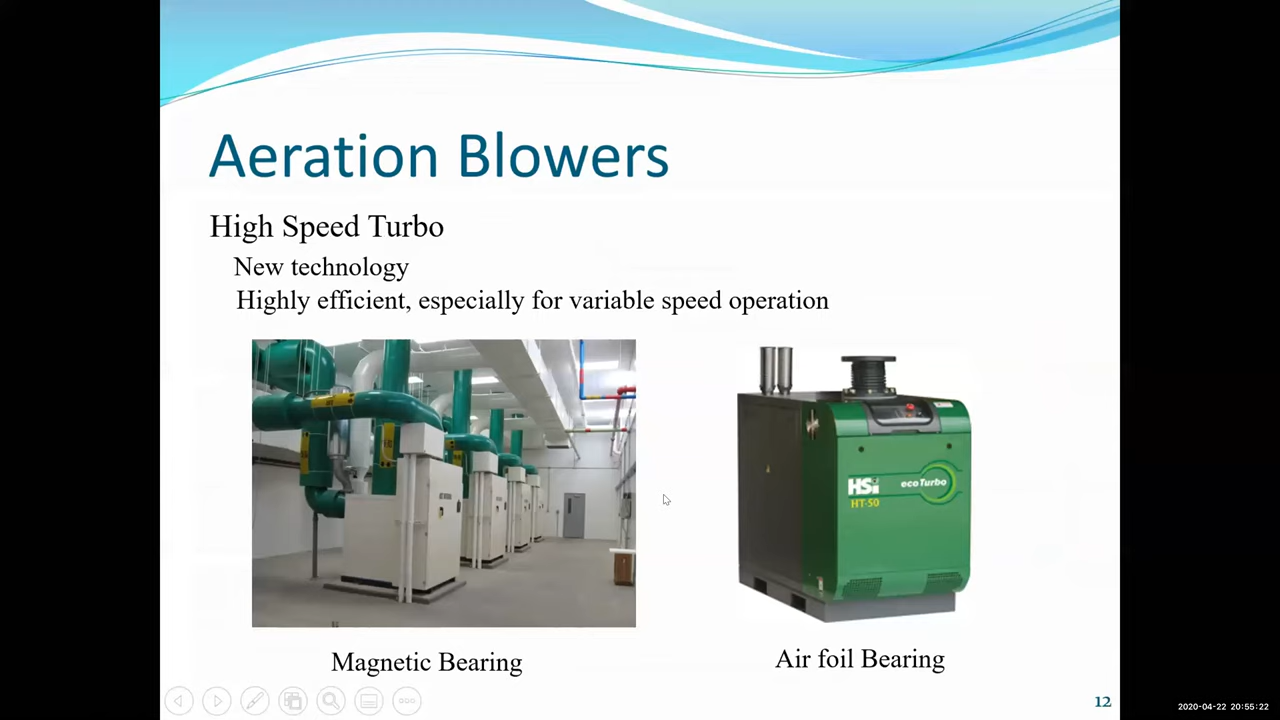 Aeration Blowers
High Speed Turbo
New technology
Highly efficient, especially for variable speed operation
HSi
ecoTurbo
HT-50
Magnetic Bearing
Air foil Bearing
12
2020-04-22 20:55:22